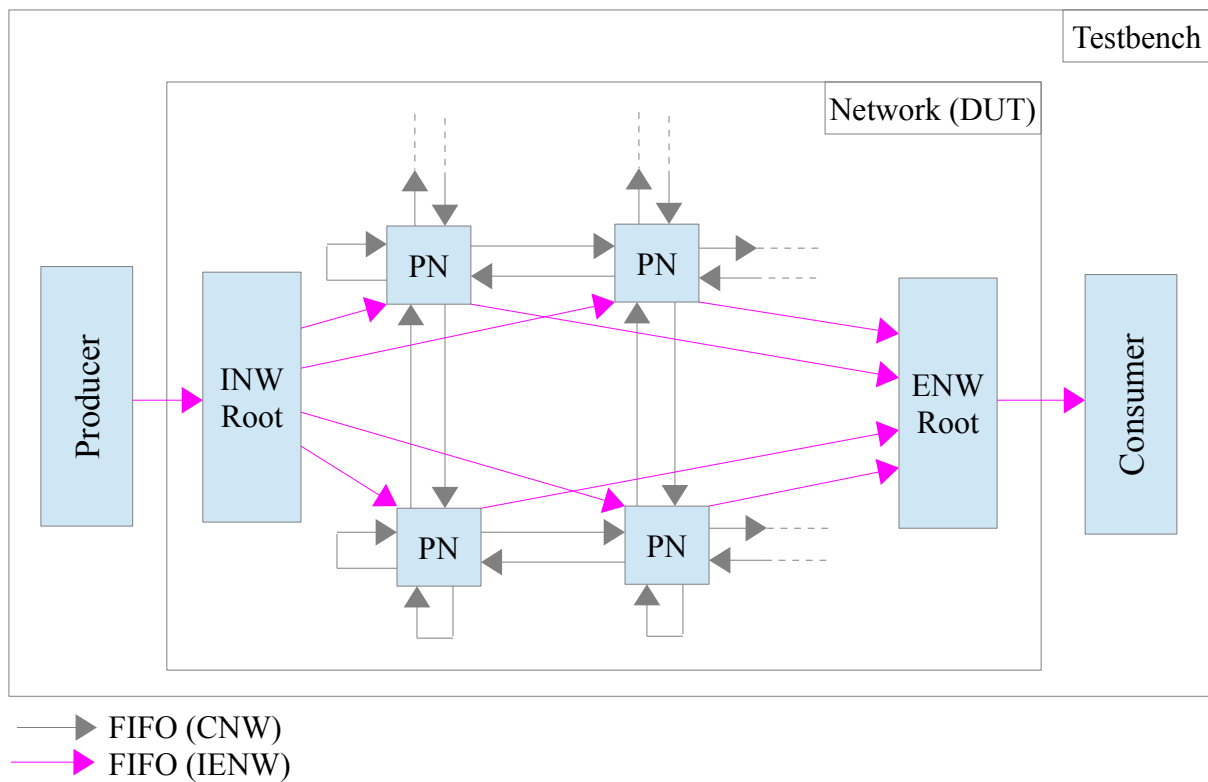 Testbench
Network (DUT)
PN
PN
Producer
INW
Root
ENW
Root
Consumer
PN
PN
FIFO (CNW)
FIFO (IENW)